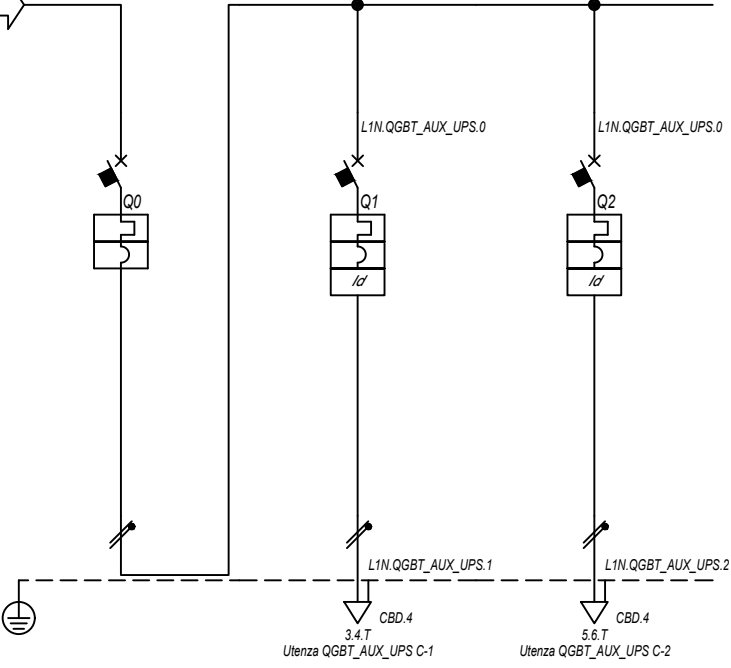 L1N.QGBT_AUX_UPS.0
L1N.QGBT_AUX_UPS.0
Q0
Q1
Q2
Id
Id
L1N.QGBT_AUX_UPS.1
L1N.QGBT_AUX_UPS.2
CBD.4
CBD.4
3.4.T
5.6.T
Utenza QGBT_AUX_UPS C-1
Utenza QGBT_AUX_UPS C-2